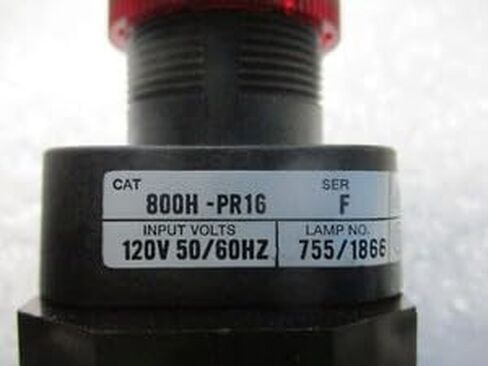 CAT SER
800H -PR16 F
INPUT VOLTS LAMP NO.
120V 50/60HZ 755/1866